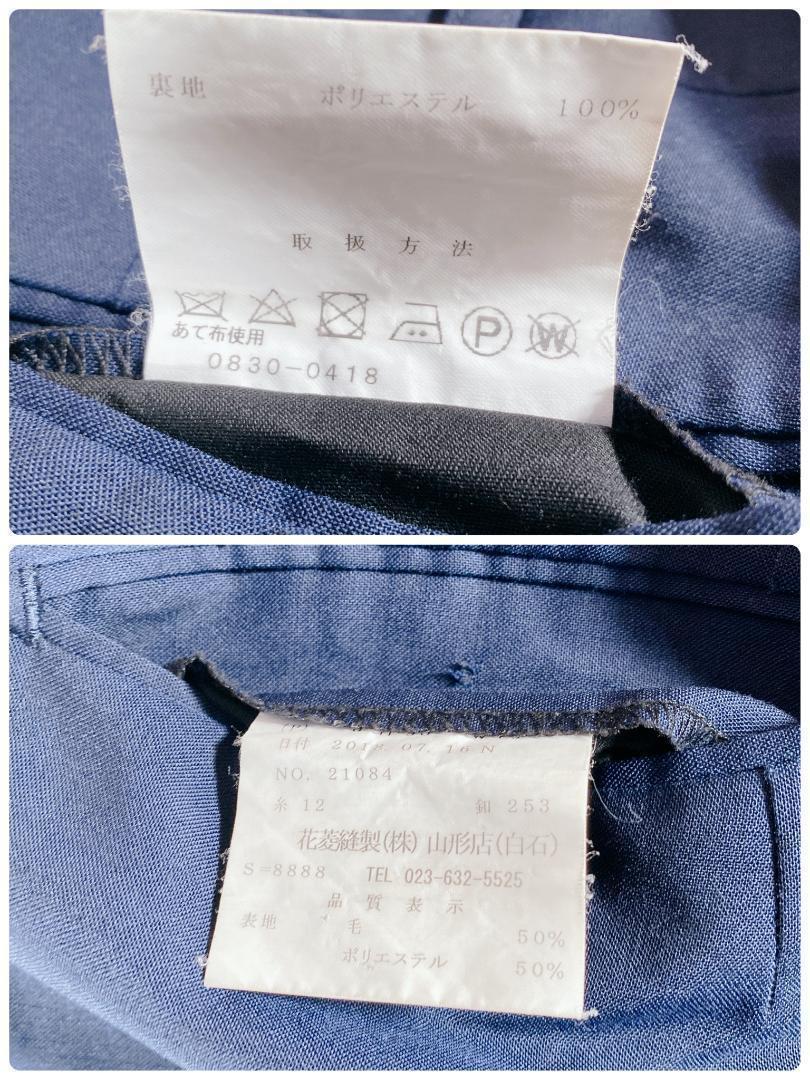 裏地 ポリエステル 100%
取扱方法
P W
あて布使用
0830-0418
日付 2018.07.16 N
NO. 21084
糸 12 釦 253
花菱縫製(株) 山形店(白石)
S=8888 TEL 023-632-5525
品質表示
表地 毛 50%
ポリエステル 50%